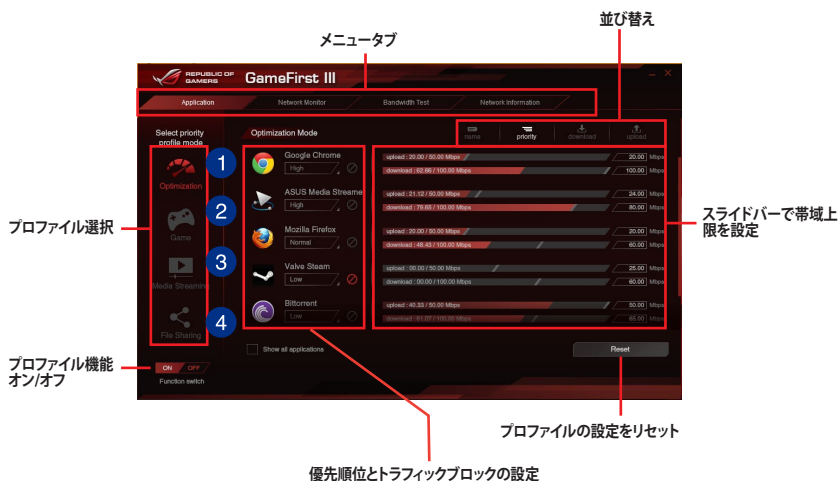 並び替え
メニュータブ
REPUBLIC OF
GAMERS
GameFirst III
Application
Network Monitor
Bandwidth Test
Network Information
Select priority
profile mode
Optimization Mode
name
priority
download
upload
1
Optimization
2
Game
3
Media Streaming
4
File Sharing
Google Chrome
High
upload : 20.00 / 50.00 Mbps
20.00 Mbps
download : 62.66 / 100.00 Mbps
100.00 Mbps
ASUS Media Streame
High
upload : 21.12 / 50.00 Mbps
24.00 Mbps
download : 79.65 / 100.00 Mbps
80.00 Mbps
Mozilla Firefox
Normal
upload : 20.00 / 50.00 Mbps
20.00 Mbps
download : 48.43 / 100.00 Mbps
60.00 Mbps
Valve Steam
Low
upload : 00.00 / 50.00 Mbps
25.00 Mbps
download : 00.00 / 100.00 Mbps
60.00 Mbps
Bittorrent
Low
upload : 40.33 / 50.00 Mbps
50.00 Mbps
download : 61.07 / 100.00 Mbps
65.00 Mbps
プロファイル選択
スライドバーで帯域上
限を設定
Show all applications
Reset
プロファイル機能
オン/オフ
ON OFF
Function switch
プロファイルの設定をリセット
優先順位とトラフィックブロックの設定